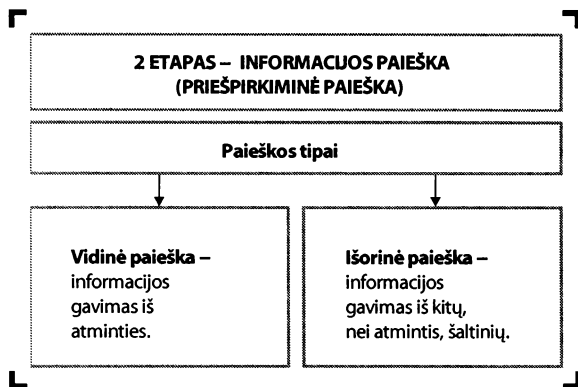 2 ETAPAS – INFORMACIJOS PAIEŠKA
(PRIEŠPIRKIMINĖ PAIEŠKA)
Paieškos tipai
Vidinė paieška –
informacijos
gavimas iš
atminties.
Išorinė paieška –
informacijos
gavimas iš kitų,
nei atmintis, šaltinių.